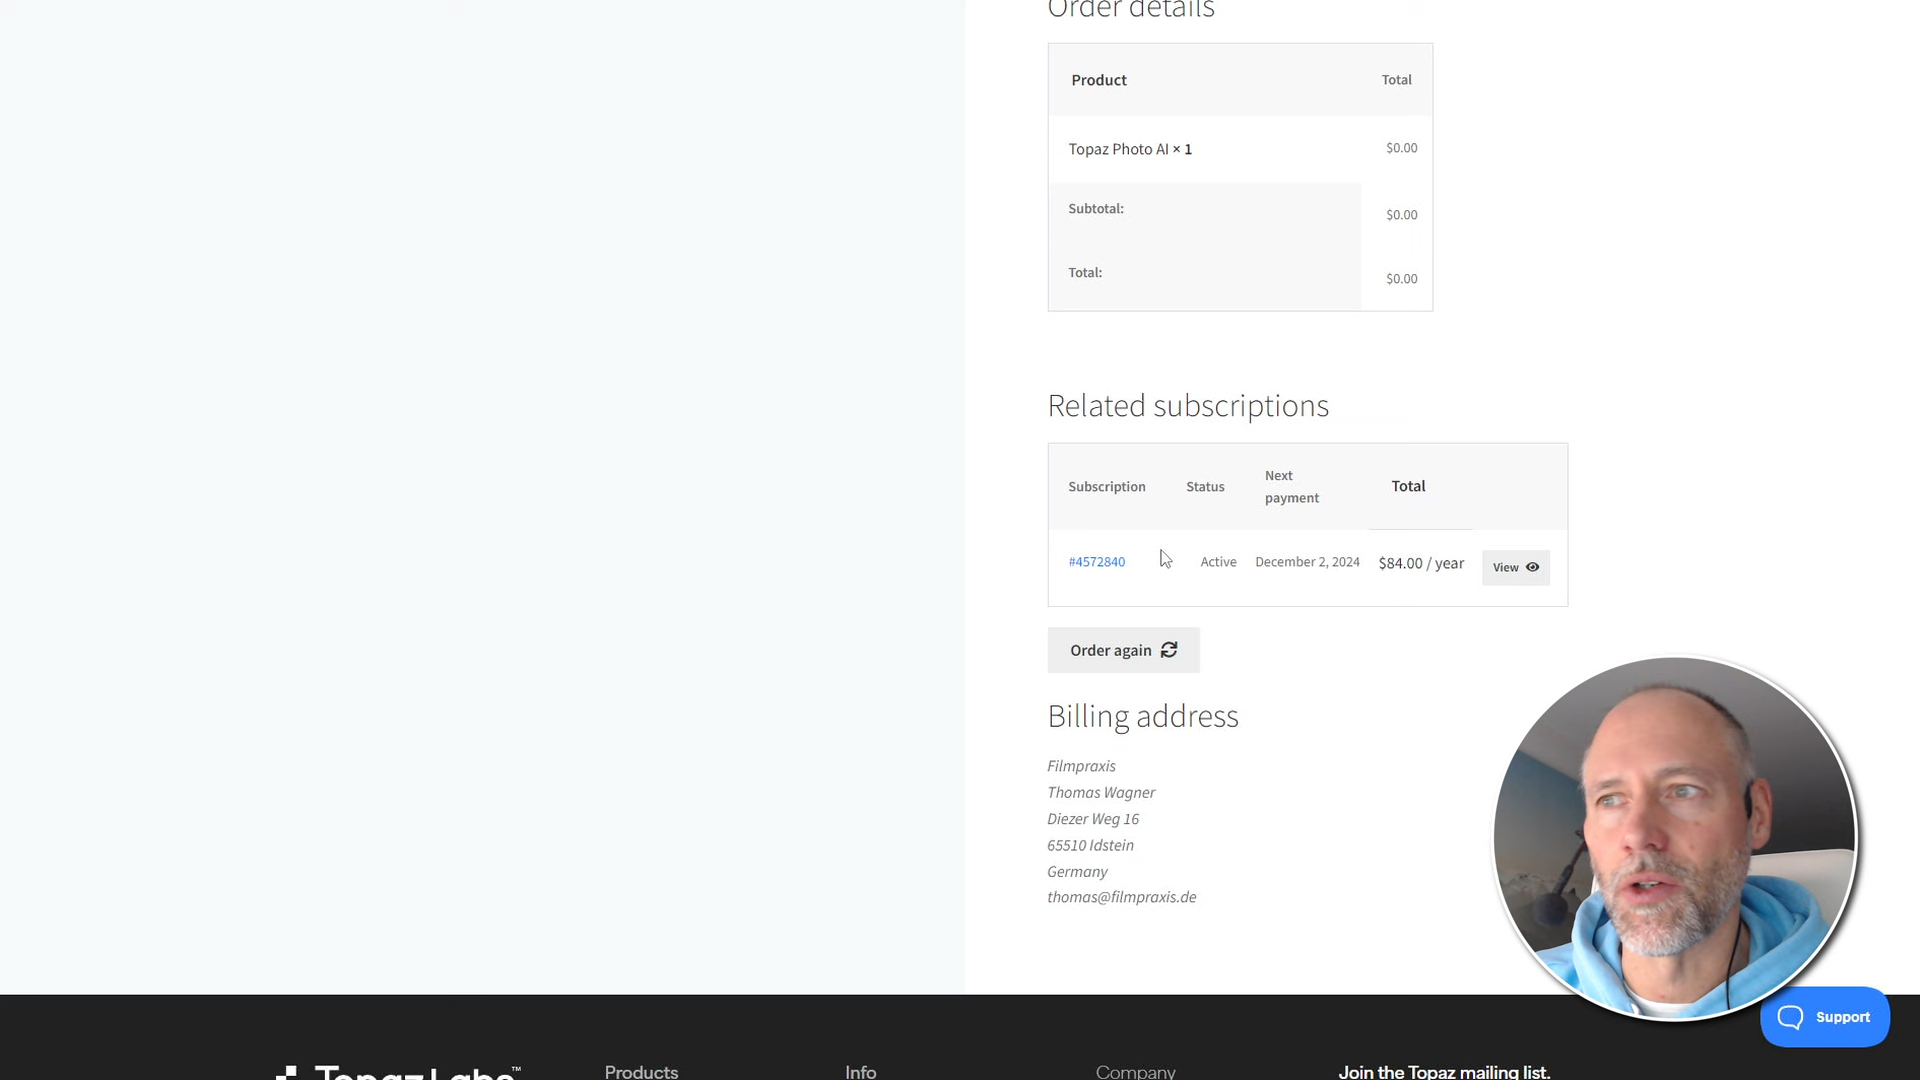 Order details
Product Total
Topaz Photo AI × 1 $0.00
Subtotal: $0.00
Total: $0.00
Related subscriptions
Subscription Status Next payment Total
#4572840 Active December 2, 2024 $84.00 / year View
Order again
Billing address
Filmpraxis
Thomas Wagner
Diezer Weg 16
65510 Idstein
Germany
thomas@filmpraxis.de
Support
Topaz Labs™ Products Info Company Join the Topaz mailing list.